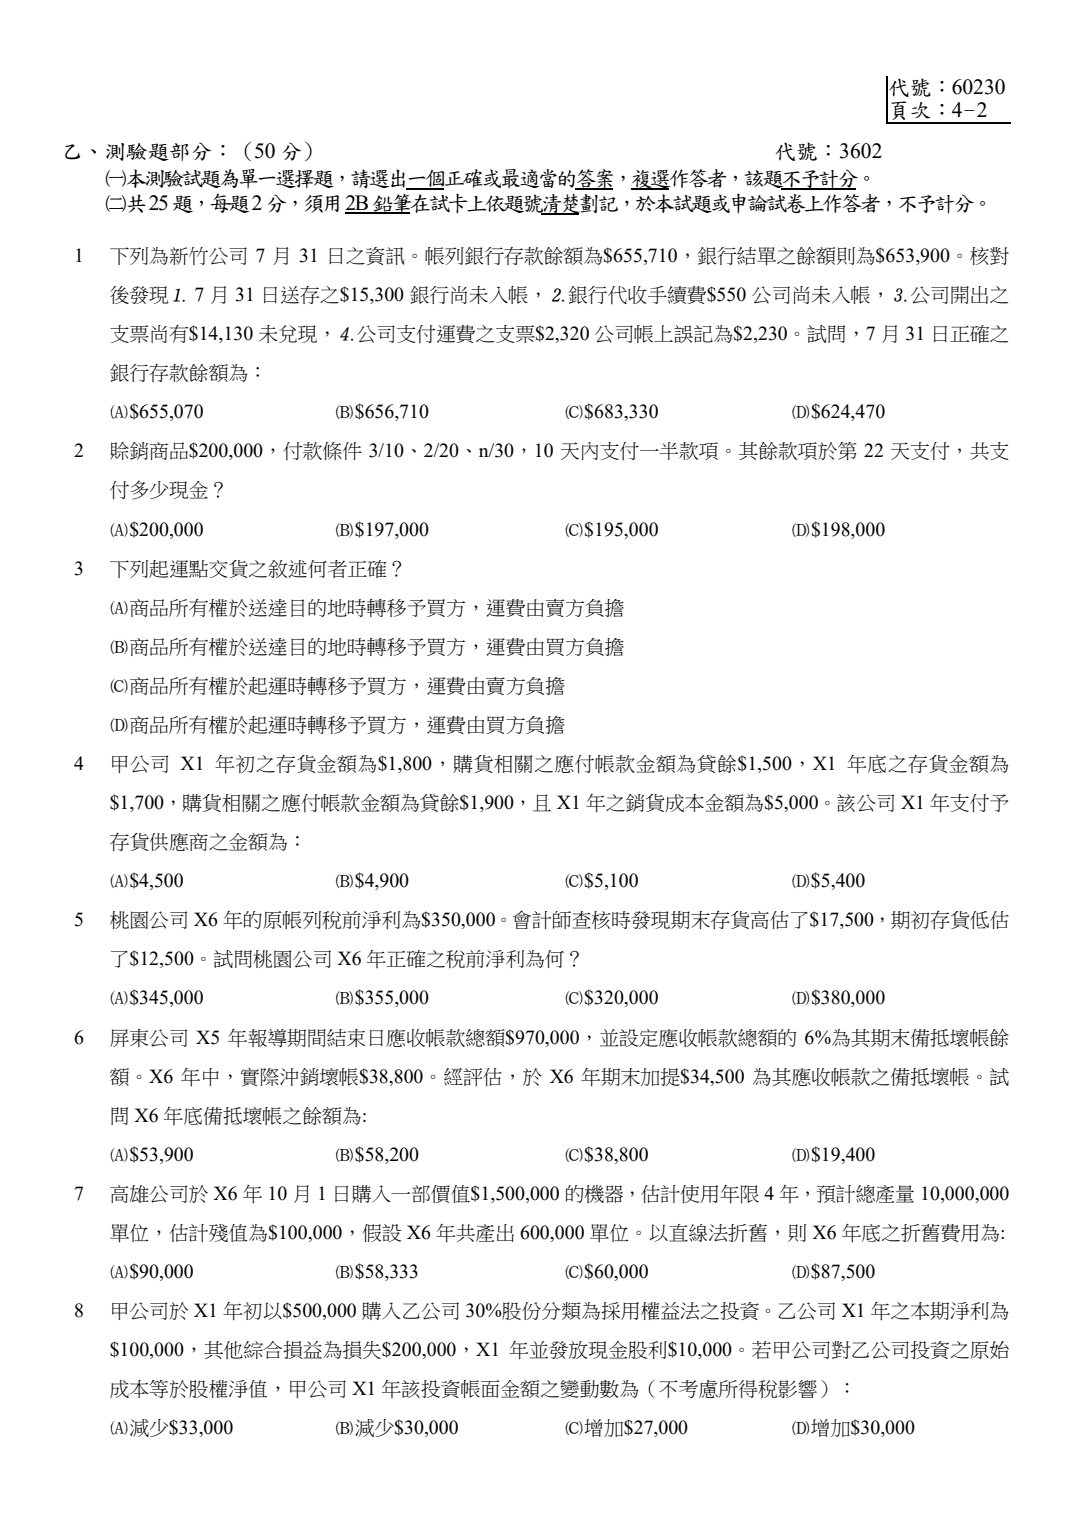 代號：60230
頁次：4－2
乙、測驗題部分：（50 分） 代號：3602
㈠本測驗試題為單一選擇題，請選出一個正確或最適當的答案，複選作答者，該題不予計分。
㈡共 25 題，每題 2 分，須用 2B 鉛筆在試卡上依題號清楚劃記，於本試題或申論試卷上作答者，不予計分。
1 下列為新竹公司 7 月 31 日之資訊。帳列銀行存款餘額為$655,710，銀行結單之餘額則為$653,900。核對
後發現 1. 7 月 31 日送存之$15,300 銀行尚未入帳， 2.銀行代收手續費$550 公司尚未入帳， 3.公司開出之
支票尚有$14,130 未兌現， 4.公司支付運費之支票$2,320 公司帳上誤記為$2,230。試問，7 月 31 日正確之
銀行存款餘額為：
(A)$655,070 (B)$656,710 (C)$683,330 (D)$624,470
2 賒銷商品$200,000，付款條件 3/10、2/20、n/30，10 天內支付一半款項。其餘款項於第 22 天支付，共支
付多少現金？
(A)$200,000 (B)$197,000 (C)$195,000 (D)$198,000
3 下列起運點交貨之敘述何者正確？
(A)商品所有權於送達目的地時轉移予買方，運費由賣方負擔
(B)商品所有權於送達目的地時轉移予買方，運費由買方負擔
(C)商品所有權於起運時轉移予買方，運費由賣方負擔
(D)商品所有權於起運時轉移予買方，運費由買方負擔
4 甲公司 X1 年初之存貨金額為$1,800，購貨相關之應付帳款金額為貸餘$1,500，X1 年底之存貨金額為
$1,700，購貨相關之應付帳款金額為貸餘$1,900，且 X1 年之銷貨成本金額為$5,000。該公司 X1 年支付予
存貨供應商之金額為：
(A)$4,500 (B)$4,900 (C)$5,100 (D)$5,400
5 桃園公司 X6 年的原帳列稅前淨利為$350,000。會計師查核時發現期末存貨高估了$17,500，期初存貨低估
了$12,500。試問桃園公司 X6 年正確之稅前淨利為何？
(A)$345,000 (B)$355,000 (C)$320,000 (D)$380,000
6 屏東公司 X5 年報導期間結束日應收帳款總額$970,000，並設定應收帳款總額的 6%為其期末備抵壞帳餘
額。X6 年中，實際沖銷壞帳$38,800。經評估，於 X6 年期末加提$34,500 為其應收帳款之備抵壞帳。試
問 X6 年底備抵壞帳之餘額為:
(A)$53,900 (B)$58,200 (C)$38,800 (D)$19,400
7 高雄公司於 X6 年 10 月 1 日購入一部價值$1,500,000 的機器，估計使用年限 4 年，預計總產量 10,000,000
單位，估計殘值為$100,000，假設 X6 年共產出 600,000 單位。以直線法折舊，則 X6 年底之折舊費用為:
(A)$90,000 (B)$58,333 (C)$60,000 (D)$87,500
8 甲公司於 X1 年初以$500,000 購入乙公司 30%股份分類為採用權益法之投資。乙公司 X1 年之本期淨利為
$100,000，其他綜合損益為損失$200,000，X1 年並發放現金股利$10,000。若甲公司對乙公司投資之原始
成本等於股權淨值，甲公司 X1 年該投資帳面金額之變動數為（不考慮所得稅影響）：
(A)減少$33,000 (B)減少$30,000 (C)增加$27,000 (D)增加$30,000